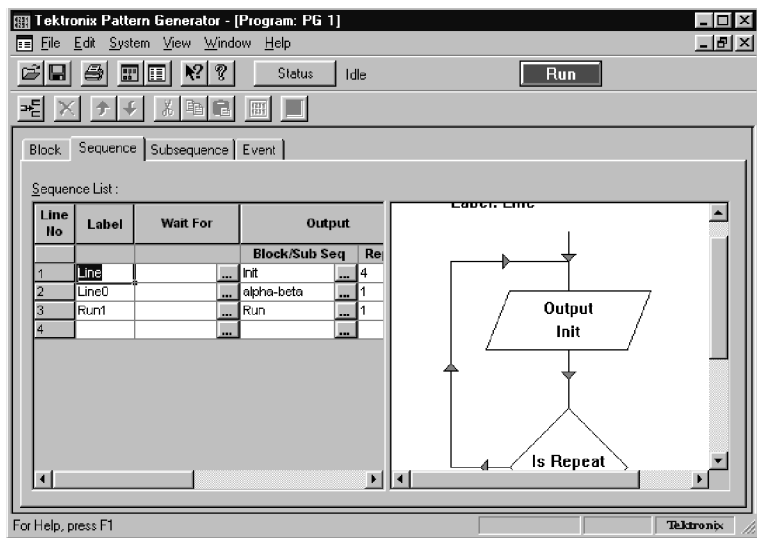 Tektronix Pattern Generator - [Program: PG 1]
File Edit System View Window Help
Status Idle Run
Block Sequence Subsequence Event
Sequence List :
Line No Label Wait For Output
Block/Sub Seq
1 Line ... Init ... 4
2 Line0 ... alpha-beta ... 1
3 Run1 ... Run ... 1
4 ... ...
Label: Line
Output
Init
Is Repeat
For Help, press F1
Tektronix